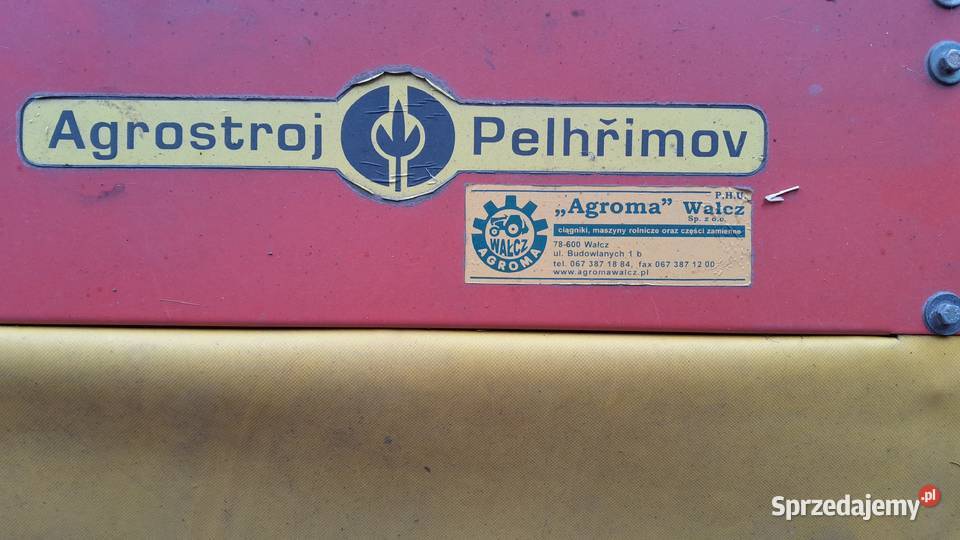 Agrostroj Pelhřimov
P.H.U.
„Agroma” Wałcz
Sp. z o.o.
ciągniki, maszyny rolnicze oraz części zamienne
78-600 Wałcz
ul. Budowlanych 1 b
tel. 067 387 18 84, fax 067 387 12 00
www.agromawalcz.pl
WAŁCZ
AGROMA
Sprzedajemy.pl